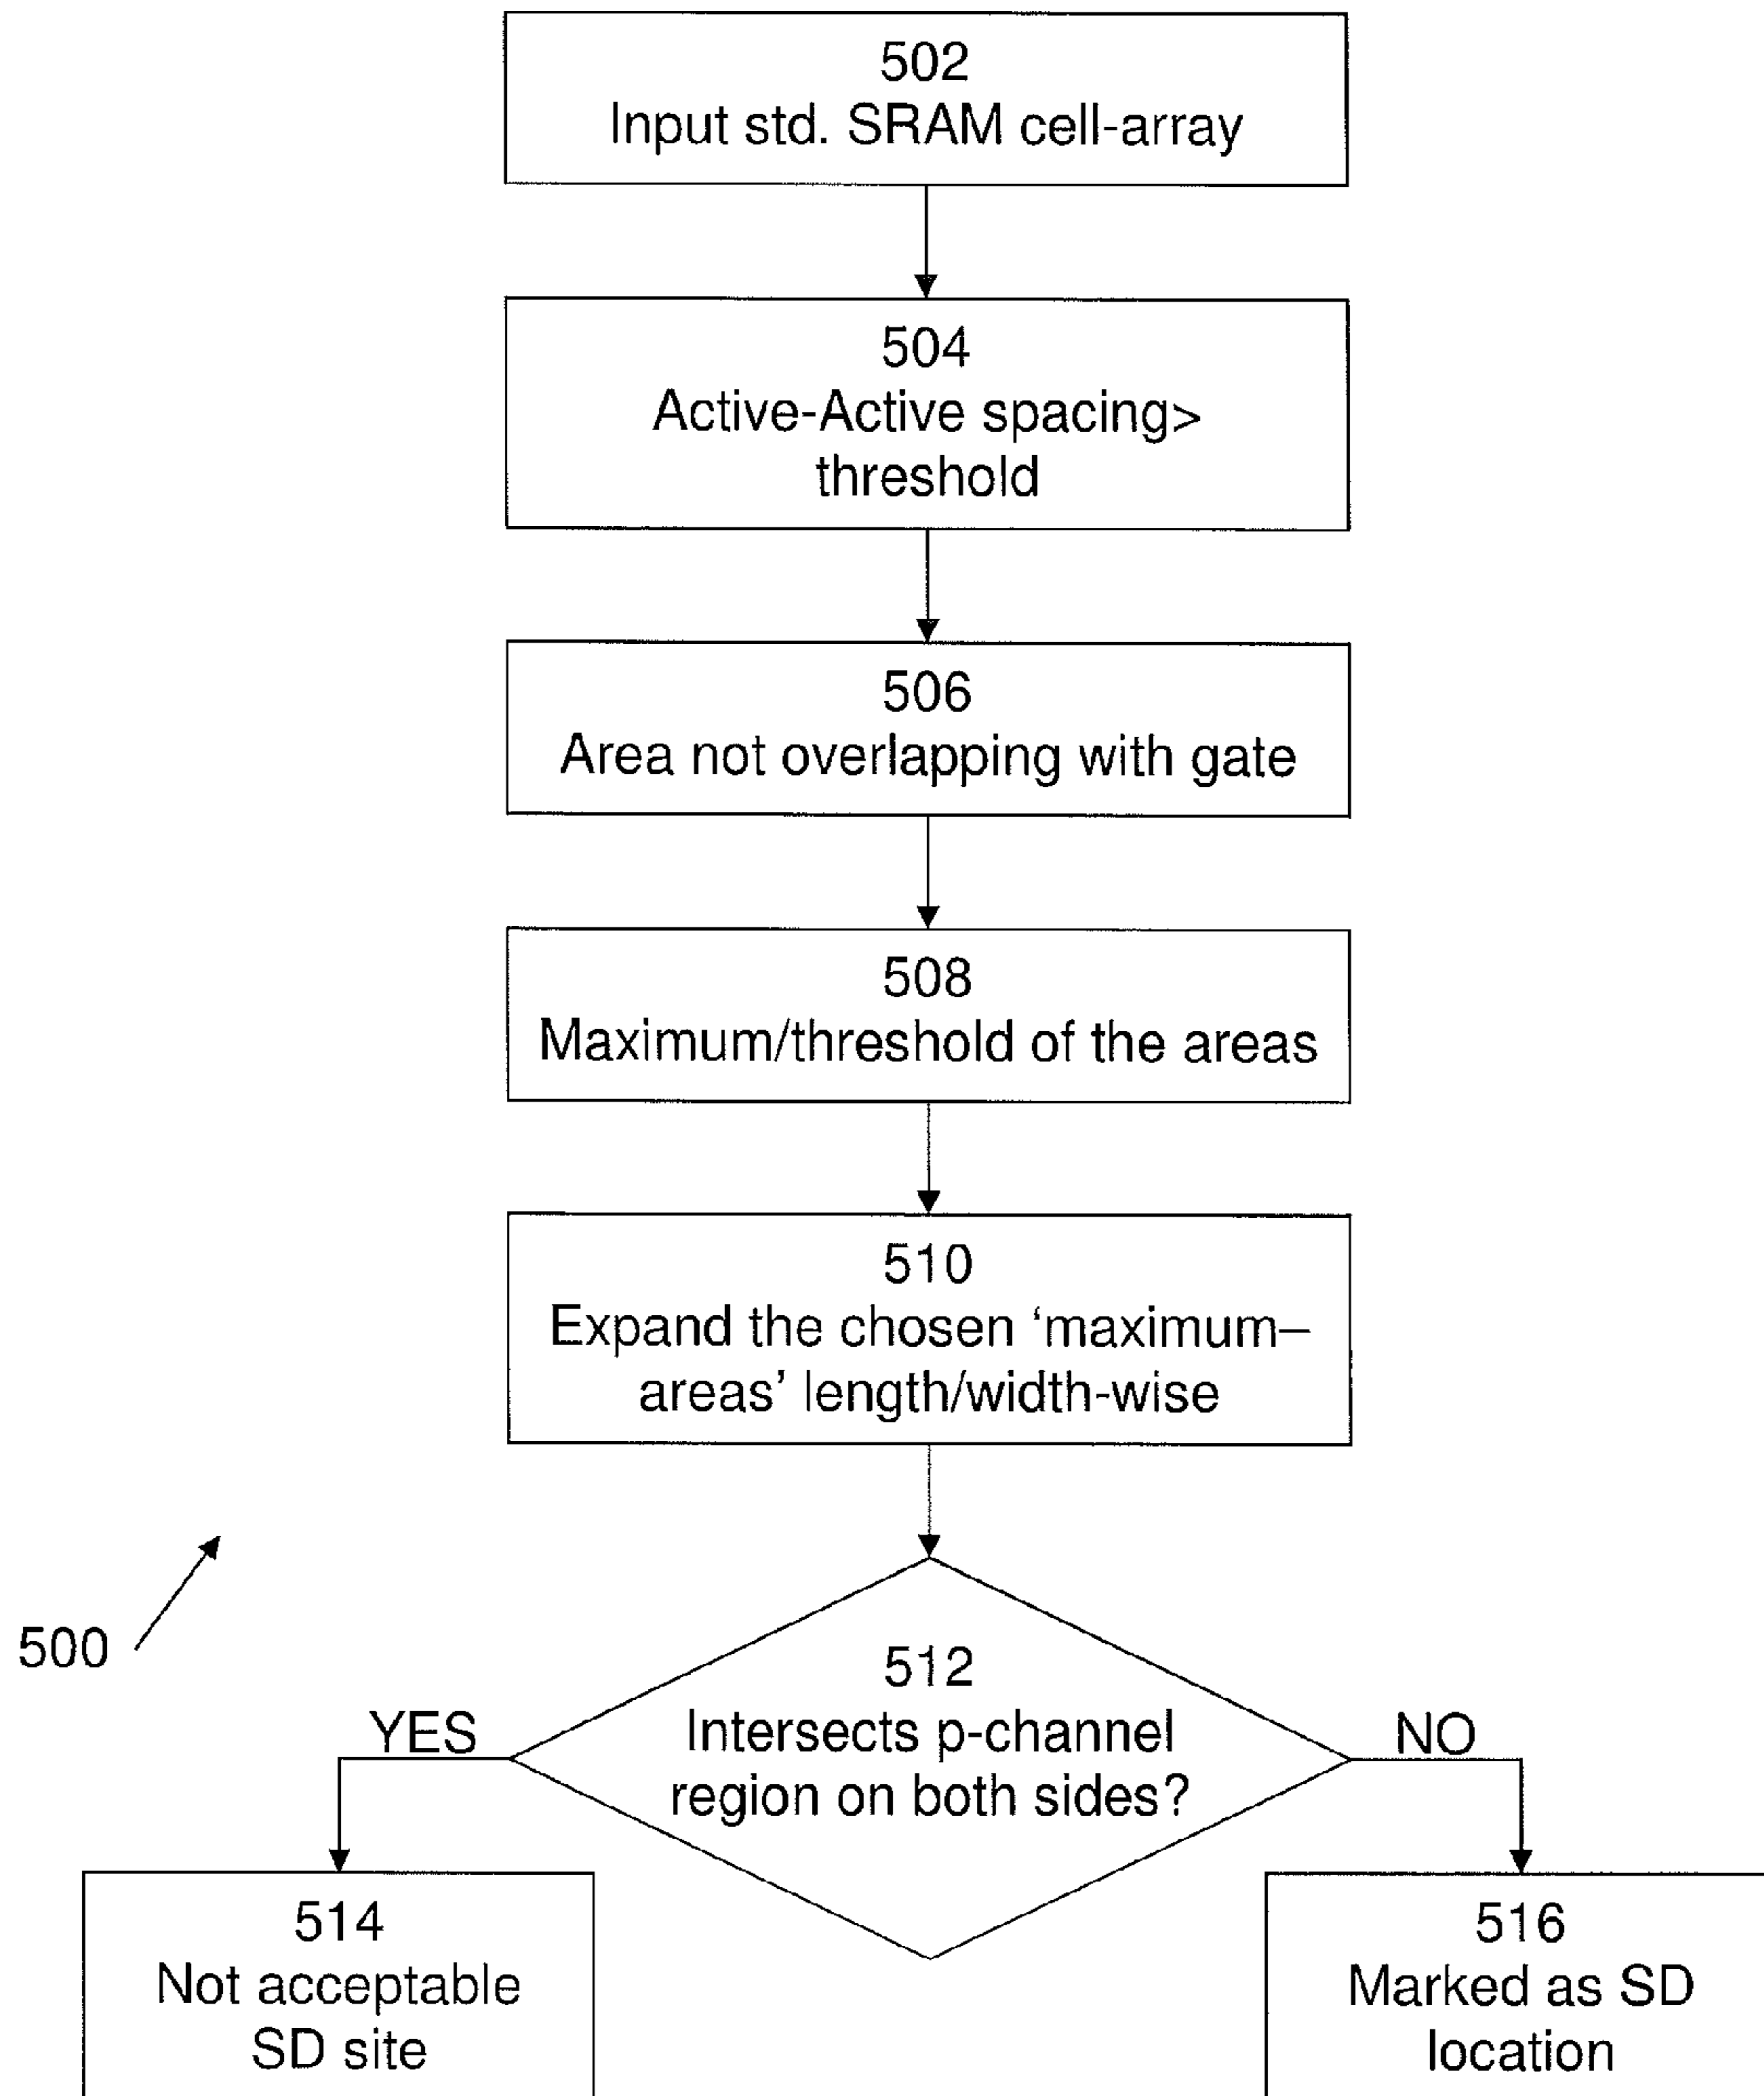 502
Input std. SRAM cell-array
504
Active-Active spacing>
threshold
506
Area not overlapping with gate
508
Maximum/threshold of the areas
510
Expand the chosen ‘maximum–
areas’ length/width-wise
500
512
Intersects p-channel
region on both sides?
YES
NO
514
Not acceptable
SD site
516
Marked as SD
location